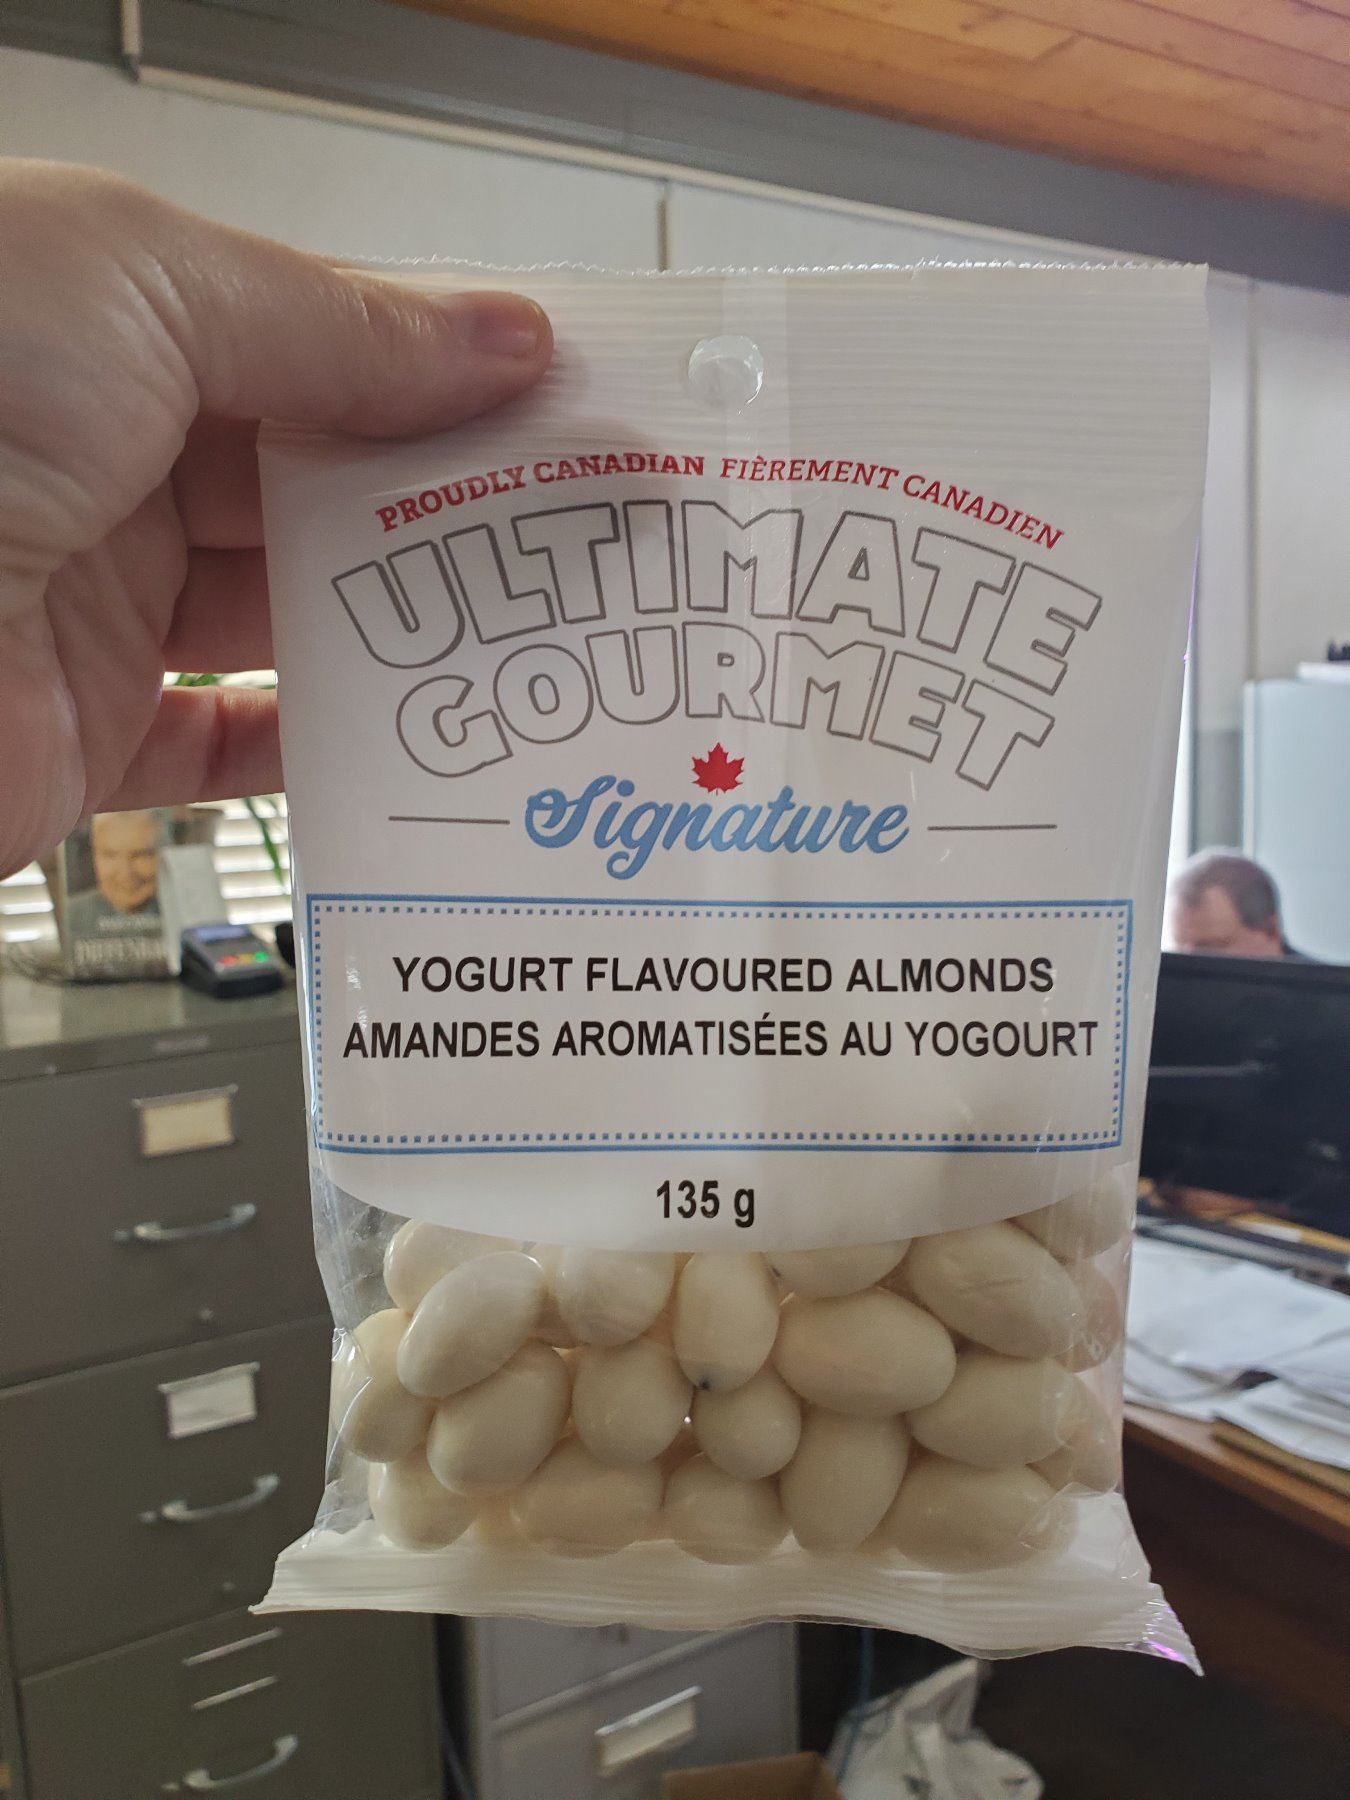 PROUDLY CANADIAN FIÈREMENT CANADIEN
ULTIMATE
GOURMET
Signature
YOGURT FLAVOURED ALMONDS
AMANDES AROMATISÉES AU YOGOURT
135 g